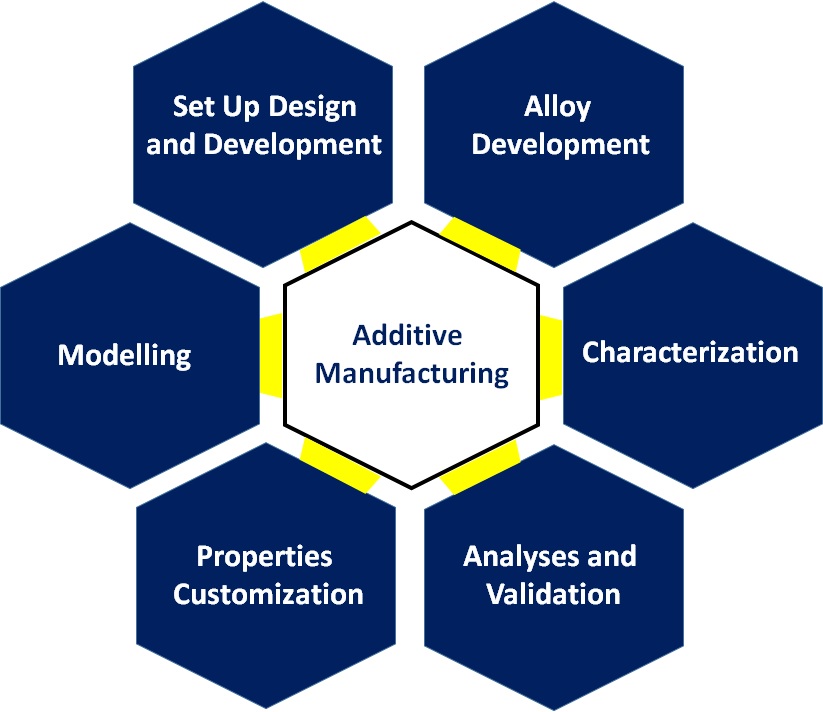 Set Up Design
and Development
Alloy
Development
Modelling
Additive
Manufacturing
Characterization
Properties
Customization
Analyses and
Validation